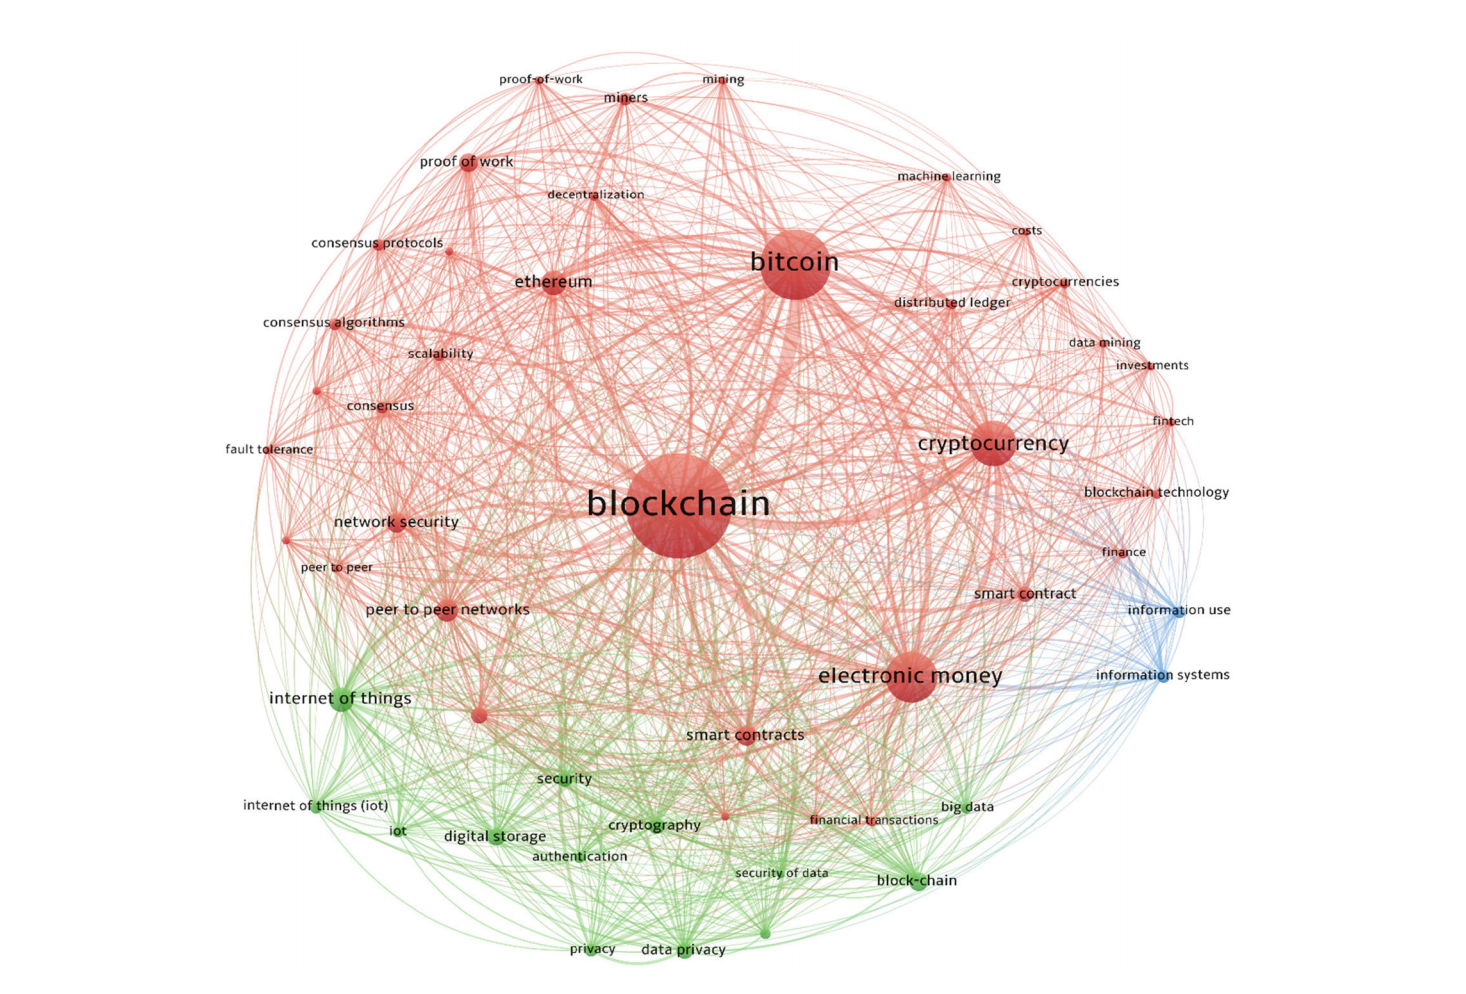 proof-of-work
mining
miners
proof of work
machine learning
decentralization
costs
consensus protocols
bitcoin
ethereum
cryptocurrencies
distributed ledger
consensus algorithms
data mining
scalability
investments
consensus
fintech
fault tolerance
cryptocurrency
blockchain technology
blockchain
network security
finance
peer to peer
smart contract
peer to peer networks
information use
electronic money
information systems
internet of things
smart contracts
security
internet of things (iot)
big data
financial transactions
cryptography
iot
digital storage
authentication
security of data
block-chain
privacy
data privacy